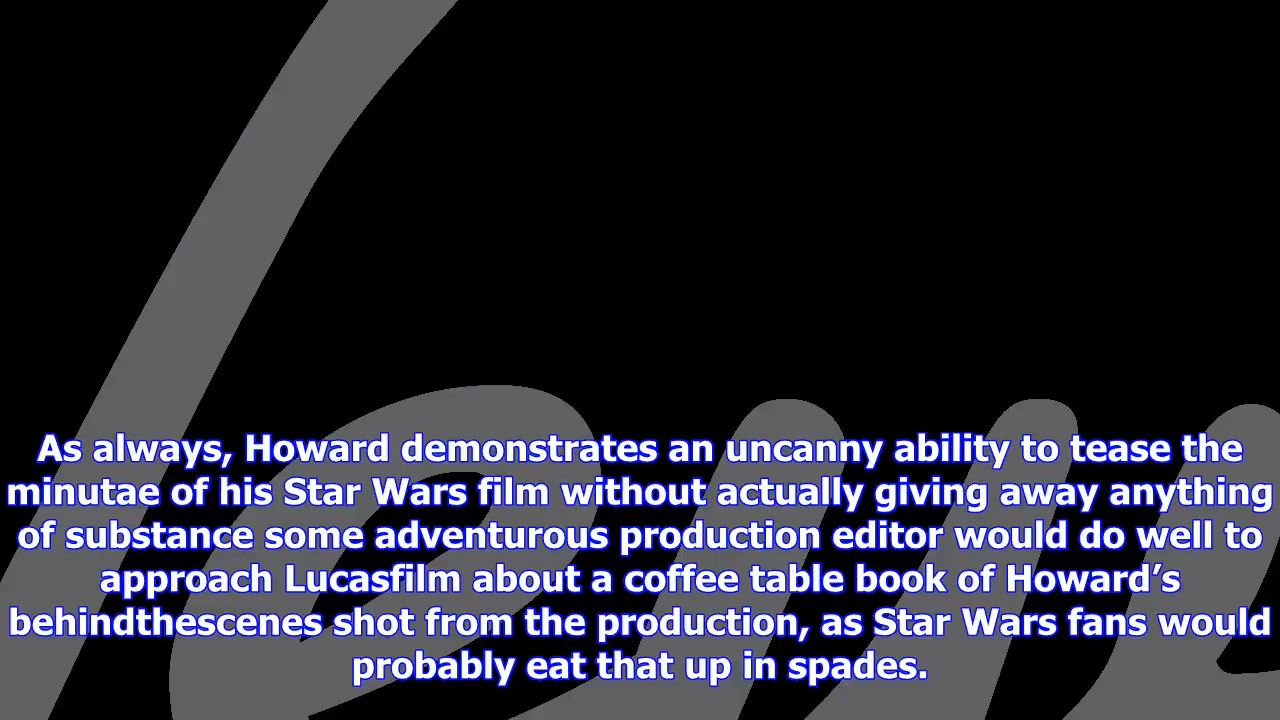 As always, Howard demonstrates an uncanny ability to tease the
minutae of his Star Wars film without actually giving away anything
of substance some adventurous production editor would do well to
approach Lucasfilm about a coffee table book of Howard’s
behindthescenes shot from the production, as Star Wars fans would
probably eat that up in spades.